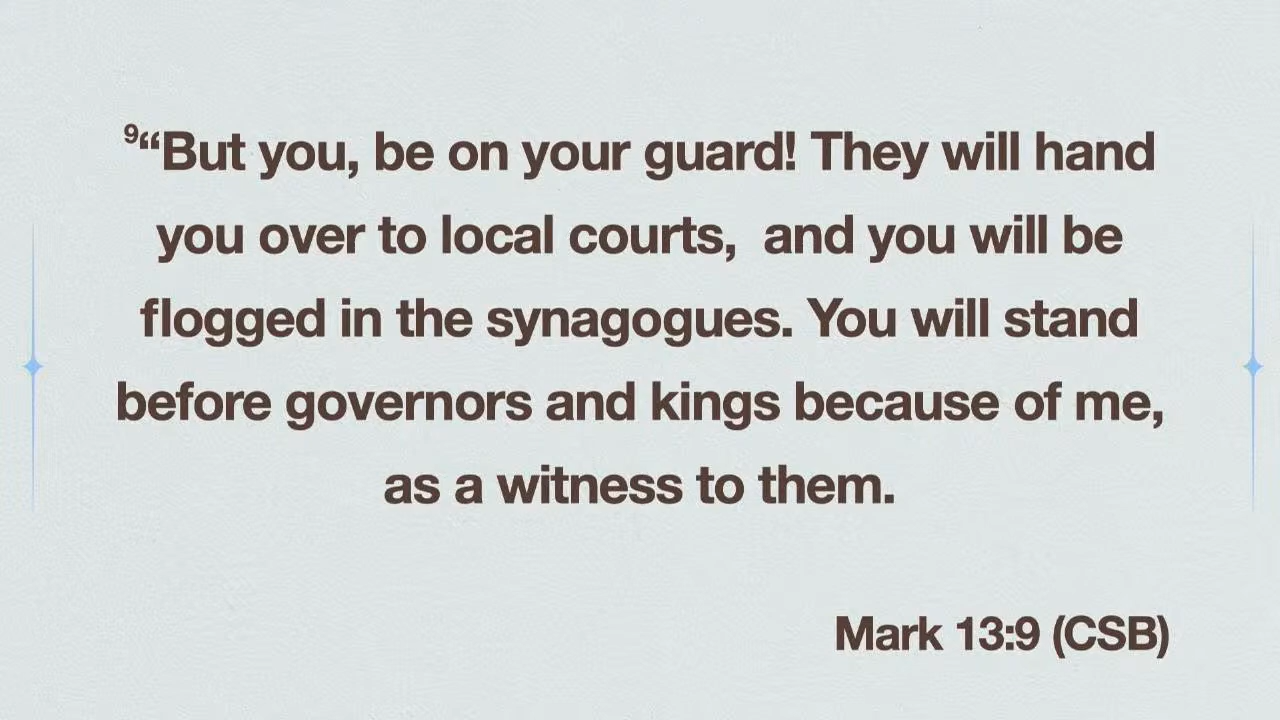 ⁹“But you, be on your guard! They will hand
you over to local courts,  and you will be
flogged in the synagogues. You will stand
before governors and kings because of me,
as a witness to them.
Mark 13:9 (CSB)